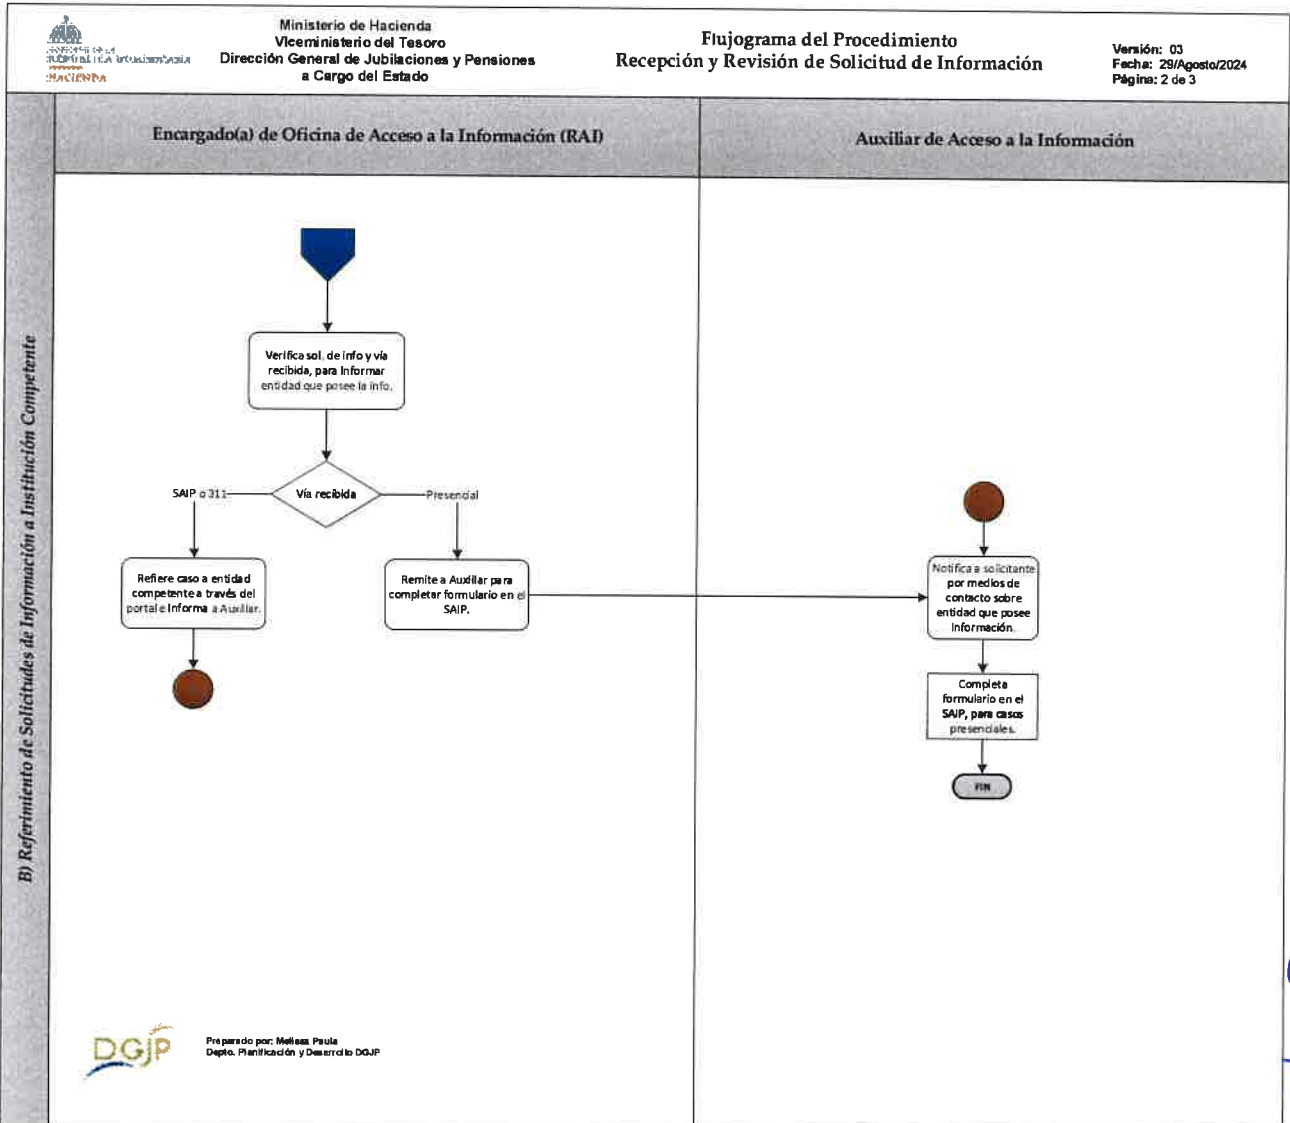 Ministerio de Hacienda
Viceministerio del Tesoro
Dirección General de Jubilaciones y Pensiones
a Cargo del Estado
HACIENDA
Flujograma del Procedimiento
Recepción y Revisión de Solicitud de Información
Versión: 03
Fecha: 29/Agosto/2024
Página: 2 de 3
Encargado(a) de Oficina de Acceso a la Información (RAI)
Auxiliar de Acceso a la Información
B) Referimiento de Solicitudes de Información a Institución Competente
Verifica sol. de info y vía
recibida, para Informar
entidad que posee la info.
SAIP o 311
Vía recibida
Presencial
Refiere caso a entidad
competente a través del
portal e Informa a Auxiliar.
Remite a Auxiliar para
completar formulario en el
SAIP.
Notifica a solicitante
por medios de
contacto sobre
entidad que posee
Información.
Completa
formulario en el
SAIP, para casos
presenciales.
FIN
DGJP
Preparado por: Melissa Paula
Depto. Planificación y Desarrollo DGJP